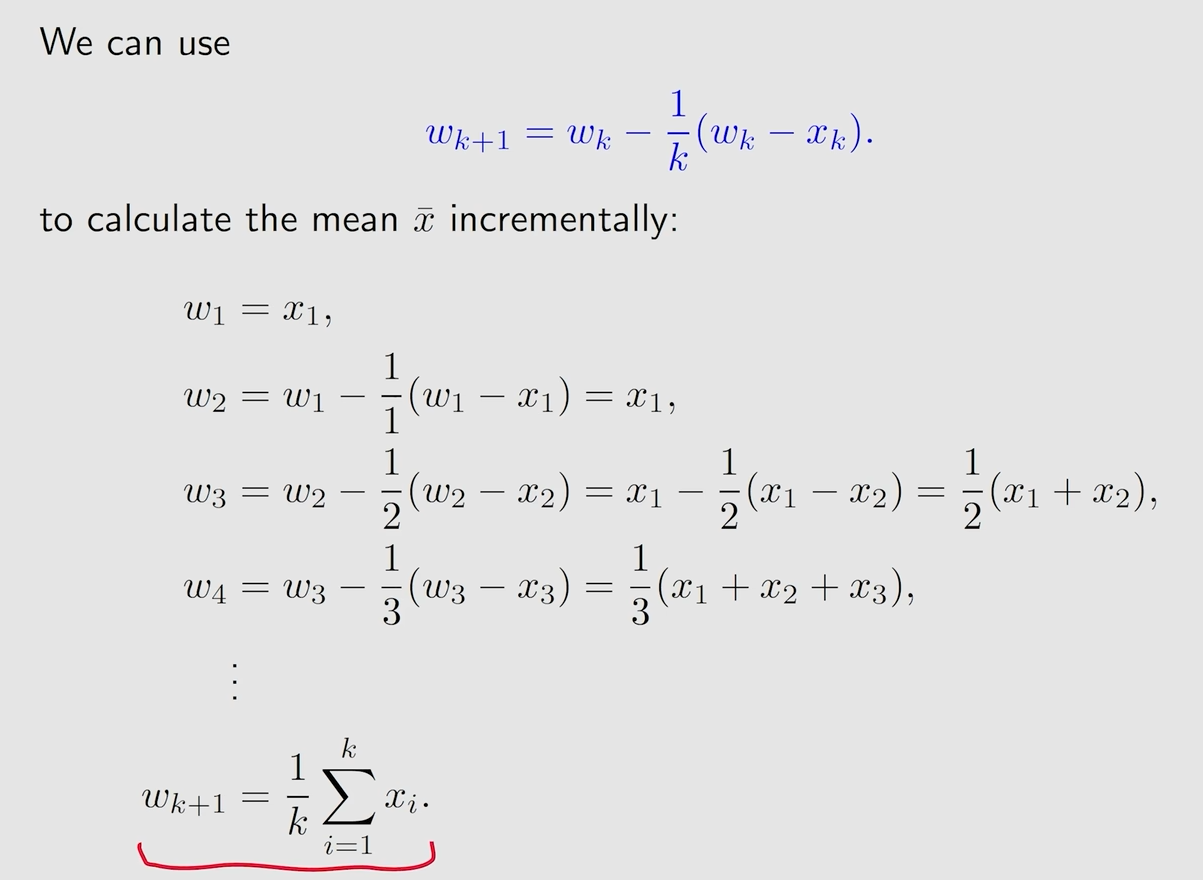 We can use
$w_{k+1} = w_k - \frac{1}{k}(w_k - x_k).$
to calculate the mean $\bar{x}$ incrementally:
$w_1 = x_1,$
$w_2 = w_1 - \frac{1}{1}(w_1 - x_1) = x_1,$
$w_3 = w_2 - \frac{1}{2}(w_2 - x_2) = x_1 - \frac{1}{2}(x_1 - x_2) = \frac{1}{2}(x_1 + x_2),$
$w_4 = w_3 - \frac{1}{3}(w_3 - x_3) = \frac{1}{3}(x_1 + x_2 + x_3),$
$\vdots$
$w_{k+1} = \frac{1}{k} \sum_{i=1}^{k} x_i.$